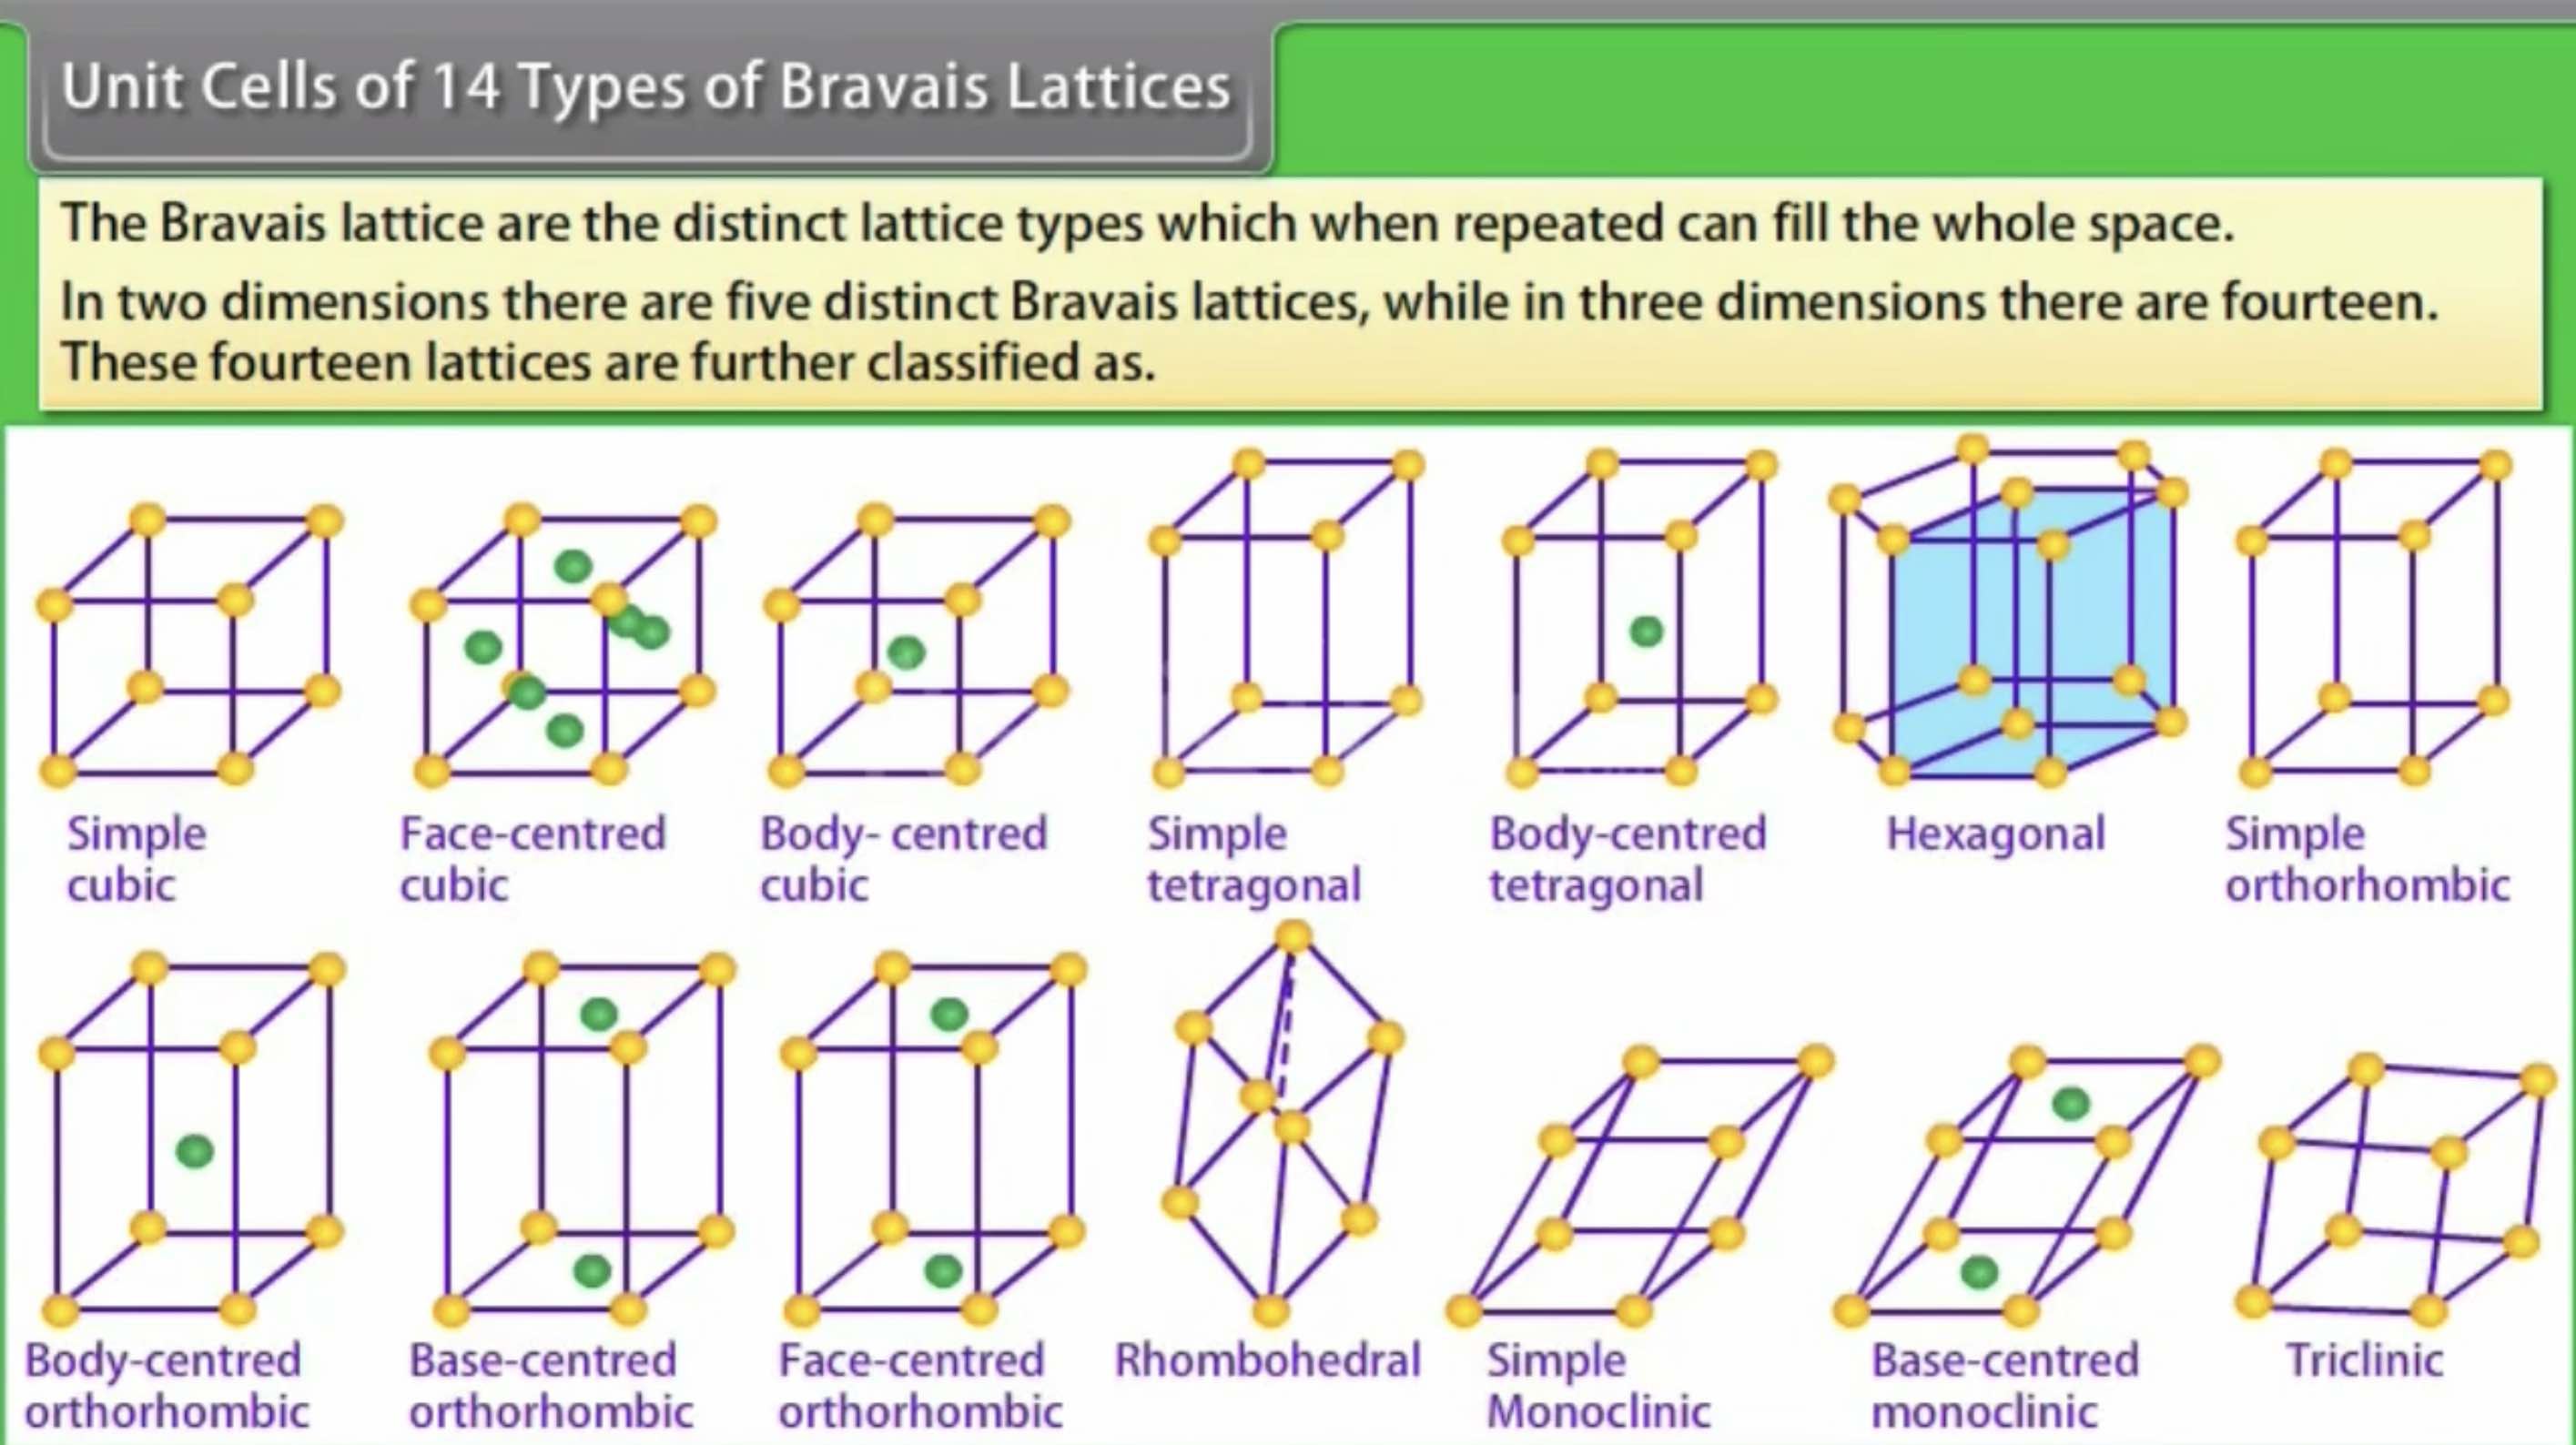 Unit Cells of 14 Types of Bravais Lattices
The Bravais lattice are the distinct lattice types which when repeated can fill the whole space.
In two dimensions there are five distinct Bravais lattices, while in three dimensions there are fourteen.
These fourteen lattices are further classified as.
Simple
cubic
Face-centred
cubic
Body- centred
cubic
Simple
tetragonal
Body-centred
tetragonal
Hexagonal
Simple
orthorhombic
Body-centred
orthorhombic
Base-centred
orthorhombic
Face-centred
orthorhombic
Rhombohedral
Simple
Monoclinic
Base-centred
monoclinic
Triclinic